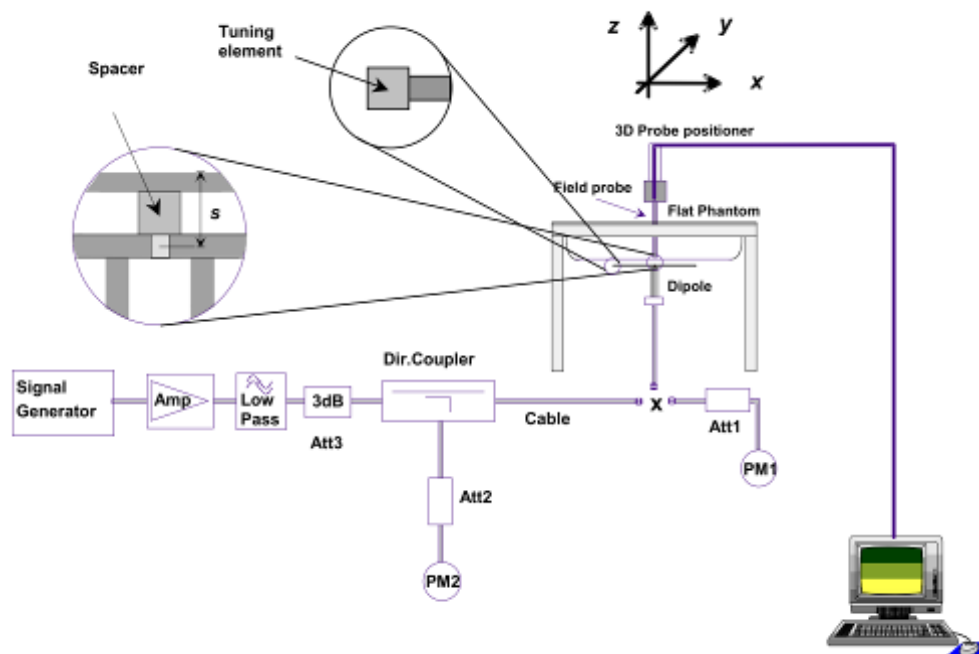 Tuning
element
z
y
x
Spacer
3D Probe positioner
Field probe
s
Flat Phantom
Dipole
Dir.Coupler
Signal
Generator
Amp
Low
Pass
3dB
Att3
Cable
x
Att1
PM1
Att2
PM2